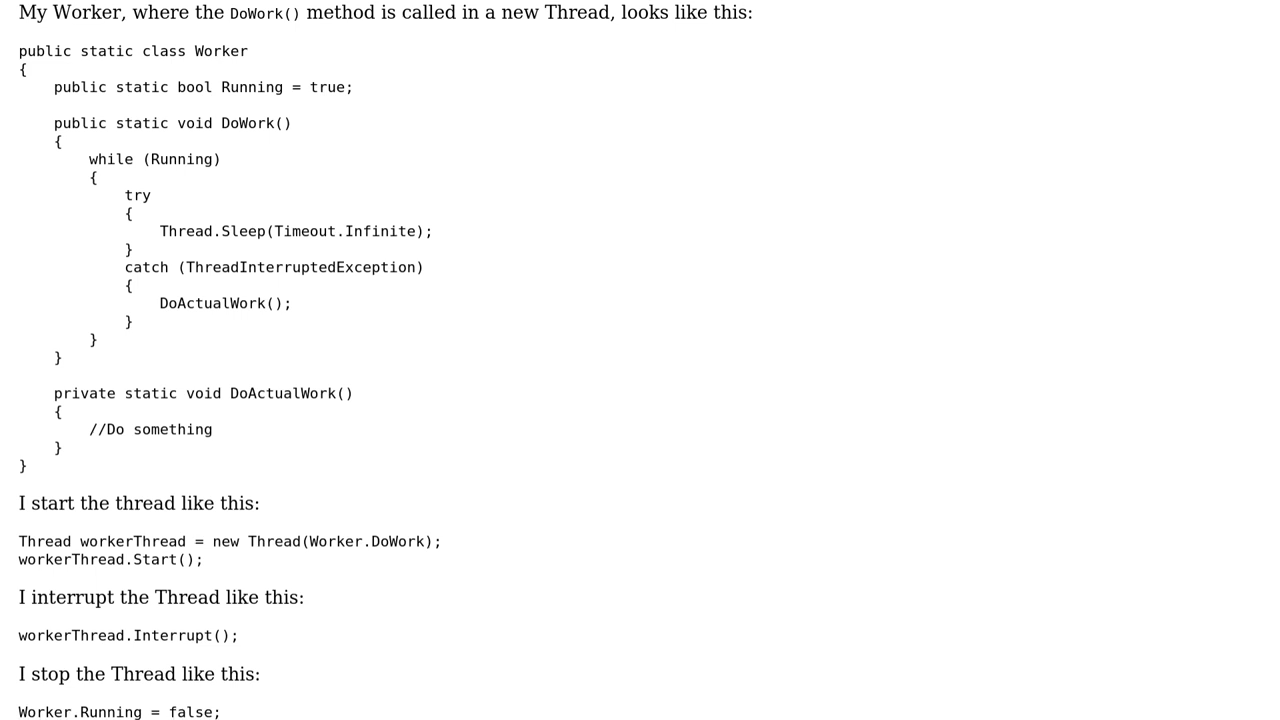 My Worker, where the DoWork() method is called in a new Thread, looks like this:
public static class Worker
{
    public static bool Running = true;

    public static void DoWork()
    {
        while (Running)
        {
            try
            {
                Thread.Sleep(Timeout.Infinite);
            }
            catch (ThreadInterruptedException)
            {
                DoActualWork();
            }
        }
    }

    private static void DoActualWork()
    {
        //Do something
    }
}
I start the thread like this:
Thread workerThread = new Thread(Worker.DoWork);
workerThread.Start();
I interrupt the Thread like this:
workerThread.Interrupt();
I stop the Thread like this:
Worker.Running = false;